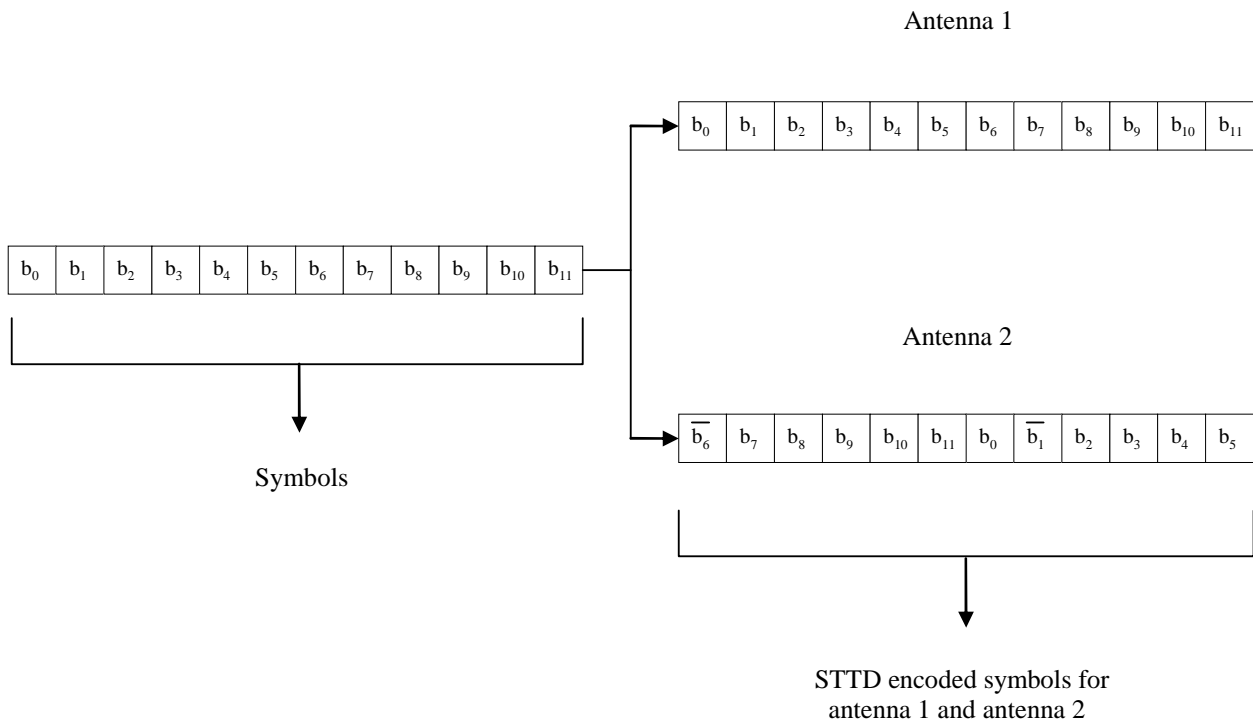 Antenna 1
b₀ b₁ b₂ b₃ b₄ b₅ b₆ b₇ b₈ b₉ b₁₀ b₁₁
b₀ b₁ b₂ b₃ b₄ b₅ b₆ b₇ b₈ b₉ b₁₀ b₁₁
Antenna 2
b̅₆ b₇ b₈ b₉ b₁₀ b₁₁ b₀ b̅₁ b₂ b₃ b₄ b₅
Symbols
STTD encoded symbols for
antenna 1 and antenna 2